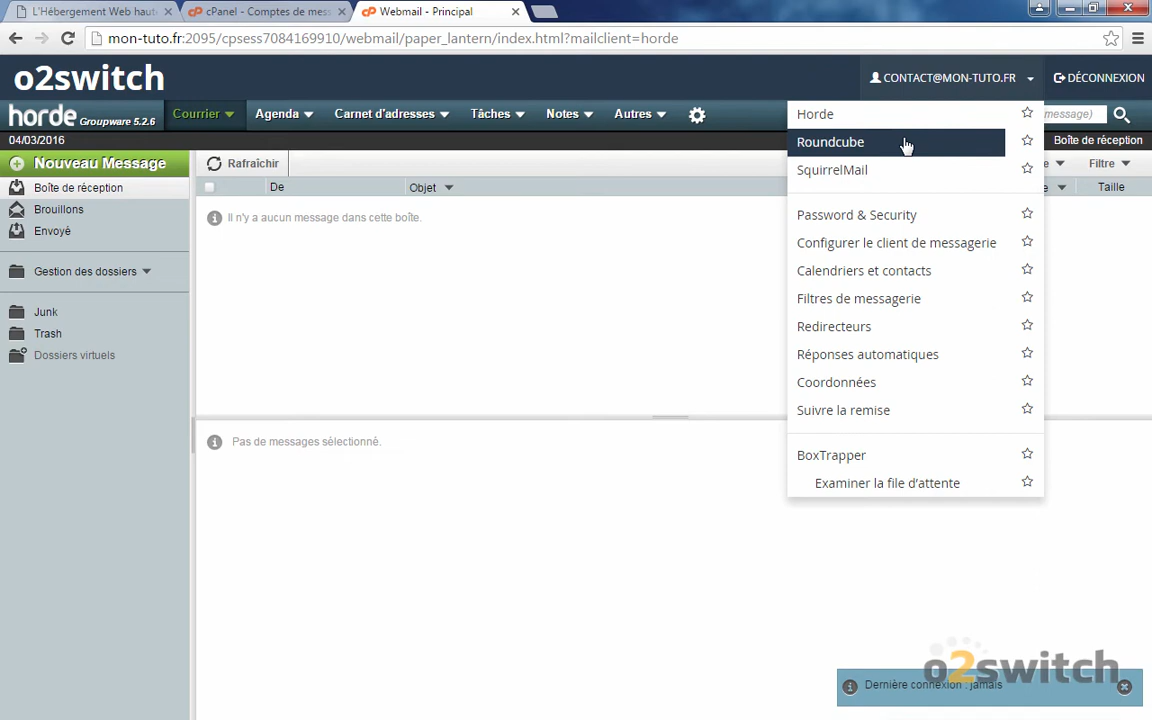 L'Hébergement Web haut
cPanel - Comptes de mes
Webmail - Principal
mon-tuto.fr:2095/cpsess7084169910/webmail/paper_lantern/index.html?mailclient=horde
o2switch
CONTACT@MON-TUTO.FR
DÉCONNEXION
horde Groupware 5.2.6
Courrier
Agenda
Carnet d'adresses
Tâches
Notes
Autres
message)
04/03/2016
Boîte de réception
Nouveau Message
Rafraîchir
Filtre
De
Objet
Taille
Boîte de réception
Brouillons
Envoyé
Gestion des dossiers
Junk
Trash
Dossiers virtuels
Il n'y a aucun message dans cette boîte.
Pas de messages sélectionné.
Horde
Roundcube
SquirrelMail
Password & Security
Configurer le client de messagerie
Calendriers et contacts
Filtres de messagerie
Redirecteurs
Réponses automatiques
Coordonnées
Suivre la remise
BoxTrapper
Examiner la file d'attente
o2switch
Dernière connexion : jamais